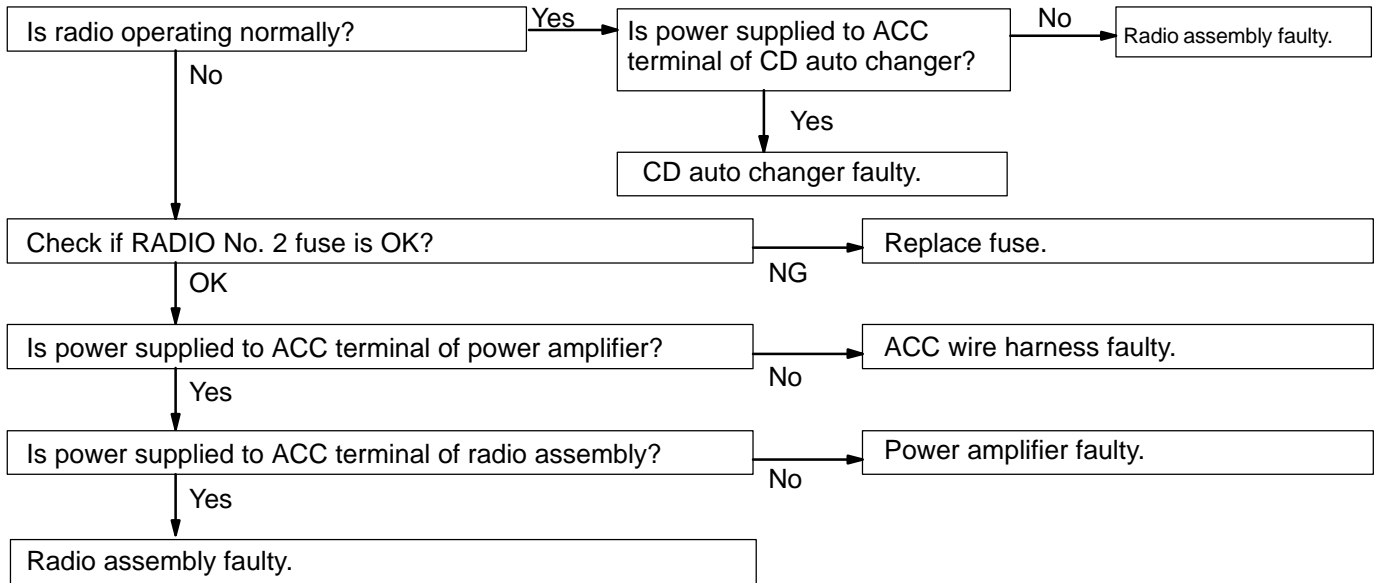 Is radio operating normally?
Yes
Is power supplied to ACC
terminal of CD auto changer?
No
Radio assembly faulty.
No
Yes
CD auto changer faulty.
Check if RADIO No. 2 fuse is OK?
NG
Replace fuse.
OK
Is power supplied to ACC terminal of power amplifier?
No
ACC wire harness faulty.
Yes
Is power supplied to ACC terminal of radio assembly?
No
Power amplifier faulty.
Yes
Radio assembly faulty.